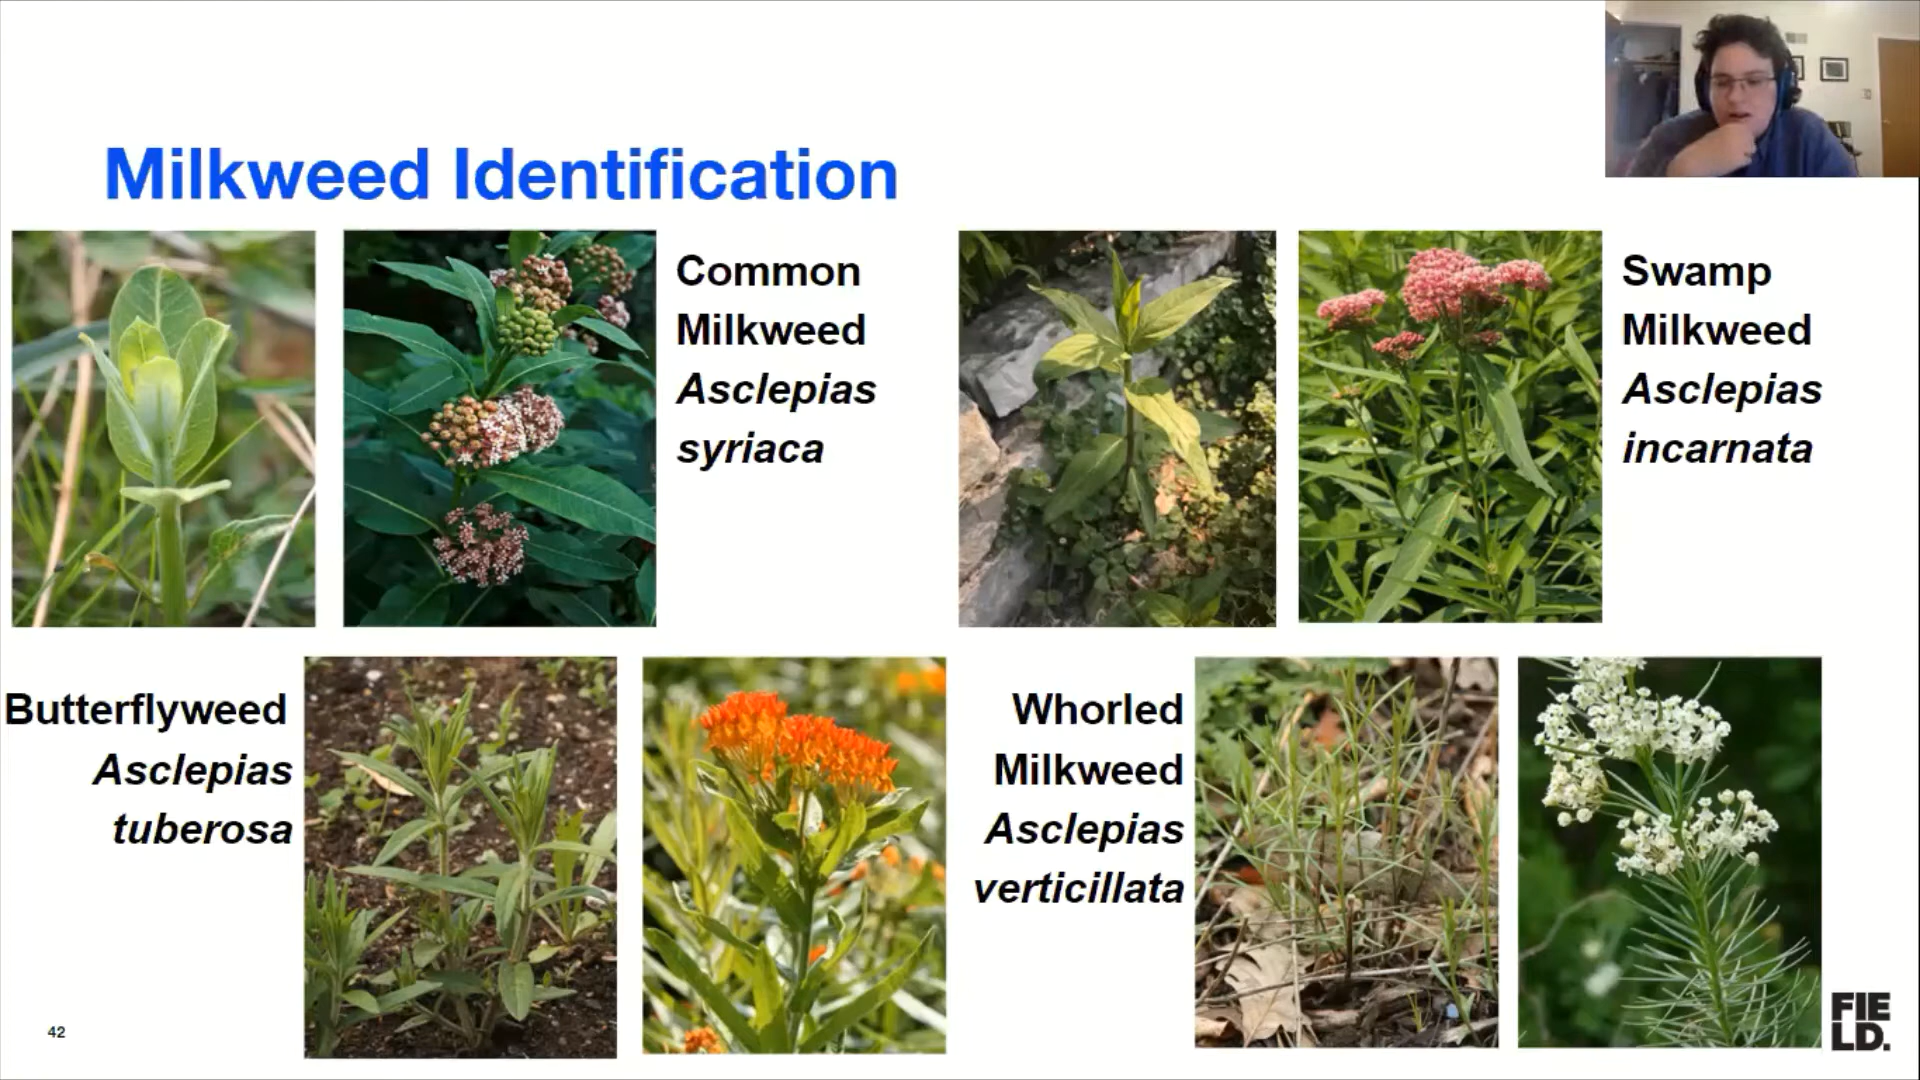 Milkweed Identification
Common
Milkweed
Asclepias
syriaca
Swamp
Milkweed
Asclepias
incarnata
Butterflyweed
Asclepias
tuberosa
Whorled
Milkweed
Asclepias
verticillata
42
FIE
LD.